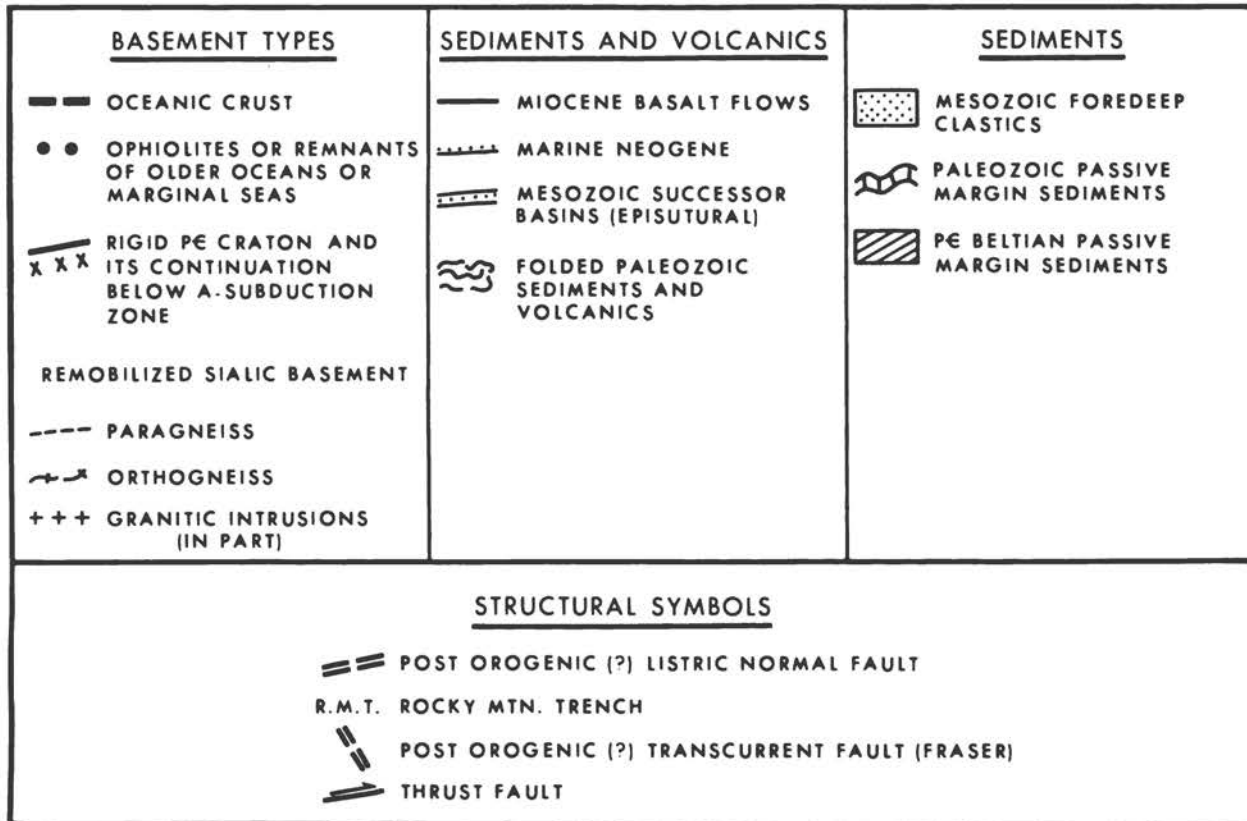 BASEMENT TYPES
OCEANIC CRUST
OPHIOLITES OR REMNANTS
OF OLDER OCEANS OR
MARGINAL SEAS
RIGID P€ CRATON AND
ITS CONTINUATION
BELOW A-SUBDUCTION
ZONE
REMOBILIZED SIALIC BASEMENT
PARAGNEISS
ORTHOGNEISS
GRANITIC INTRUSIONS
(IN PART)
SEDIMENTS AND VOLCANICS
MIOCENE BASALT FLOWS
MARINE NEOGENE
MESOZOIC SUCCESSOR
BASINS (EPISUTURAL)
FOLDED PALEOZOIC
SEDIMENTS AND
VOLCANICS
SEDIMENTS
MESOZOIC FOREDEEP
CLASTICS
PALEOZOIC PASSIVE
MARGIN SEDIMENTS
P€ BELTIAN PASSIVE
MARGIN SEDIMENTS
STRUCTURAL SYMBOLS
POST OROGENIC (?) LISTRIC NORMAL FAULT
R.M.T. ROCKY MTN. TRENCH
POST OROGENIC (?) TRANSCURRENT FAULT (FRASER)
THRUST FAULT